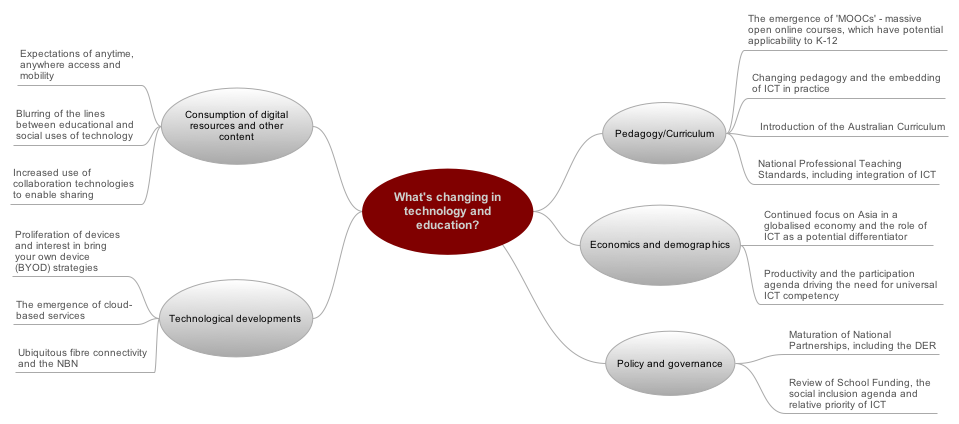 What's changing in
technology and
education?
Consumption of digital
resources and other
content
Expectations of anytime,
anywhere access and
mobility
Blurring of the lines
between educational and
social uses of technology
Increased use of
collaboration technologies
to enable sharing
Technological developments
Proliferation of devices
and interest in bring
your own device
(BYOD) strategies
The emergence of cloud-
based services
Ubiquitous fibre connectivity
and the NBN
Pedagogy/Curriculum
The emergence of 'MOOCs' - massive
open online courses, which have potential
applicability to K-12
Changing pedagogy and the embedding
of ICT in practice
Introduction of the Australian Curriculum
National Professional Teaching
Standards, including integration of ICT
Economics and demographics
Continued focus on Asia in a
globalised economy and the role of
ICT as a potential differentiator
Productivity and the participation
agenda driving the need for universal
ICT competency
Policy and governance
Maturation of National
Partnerships, including the DER
Review of School Funding, the
social inclusion agenda and
relative priority of ICT